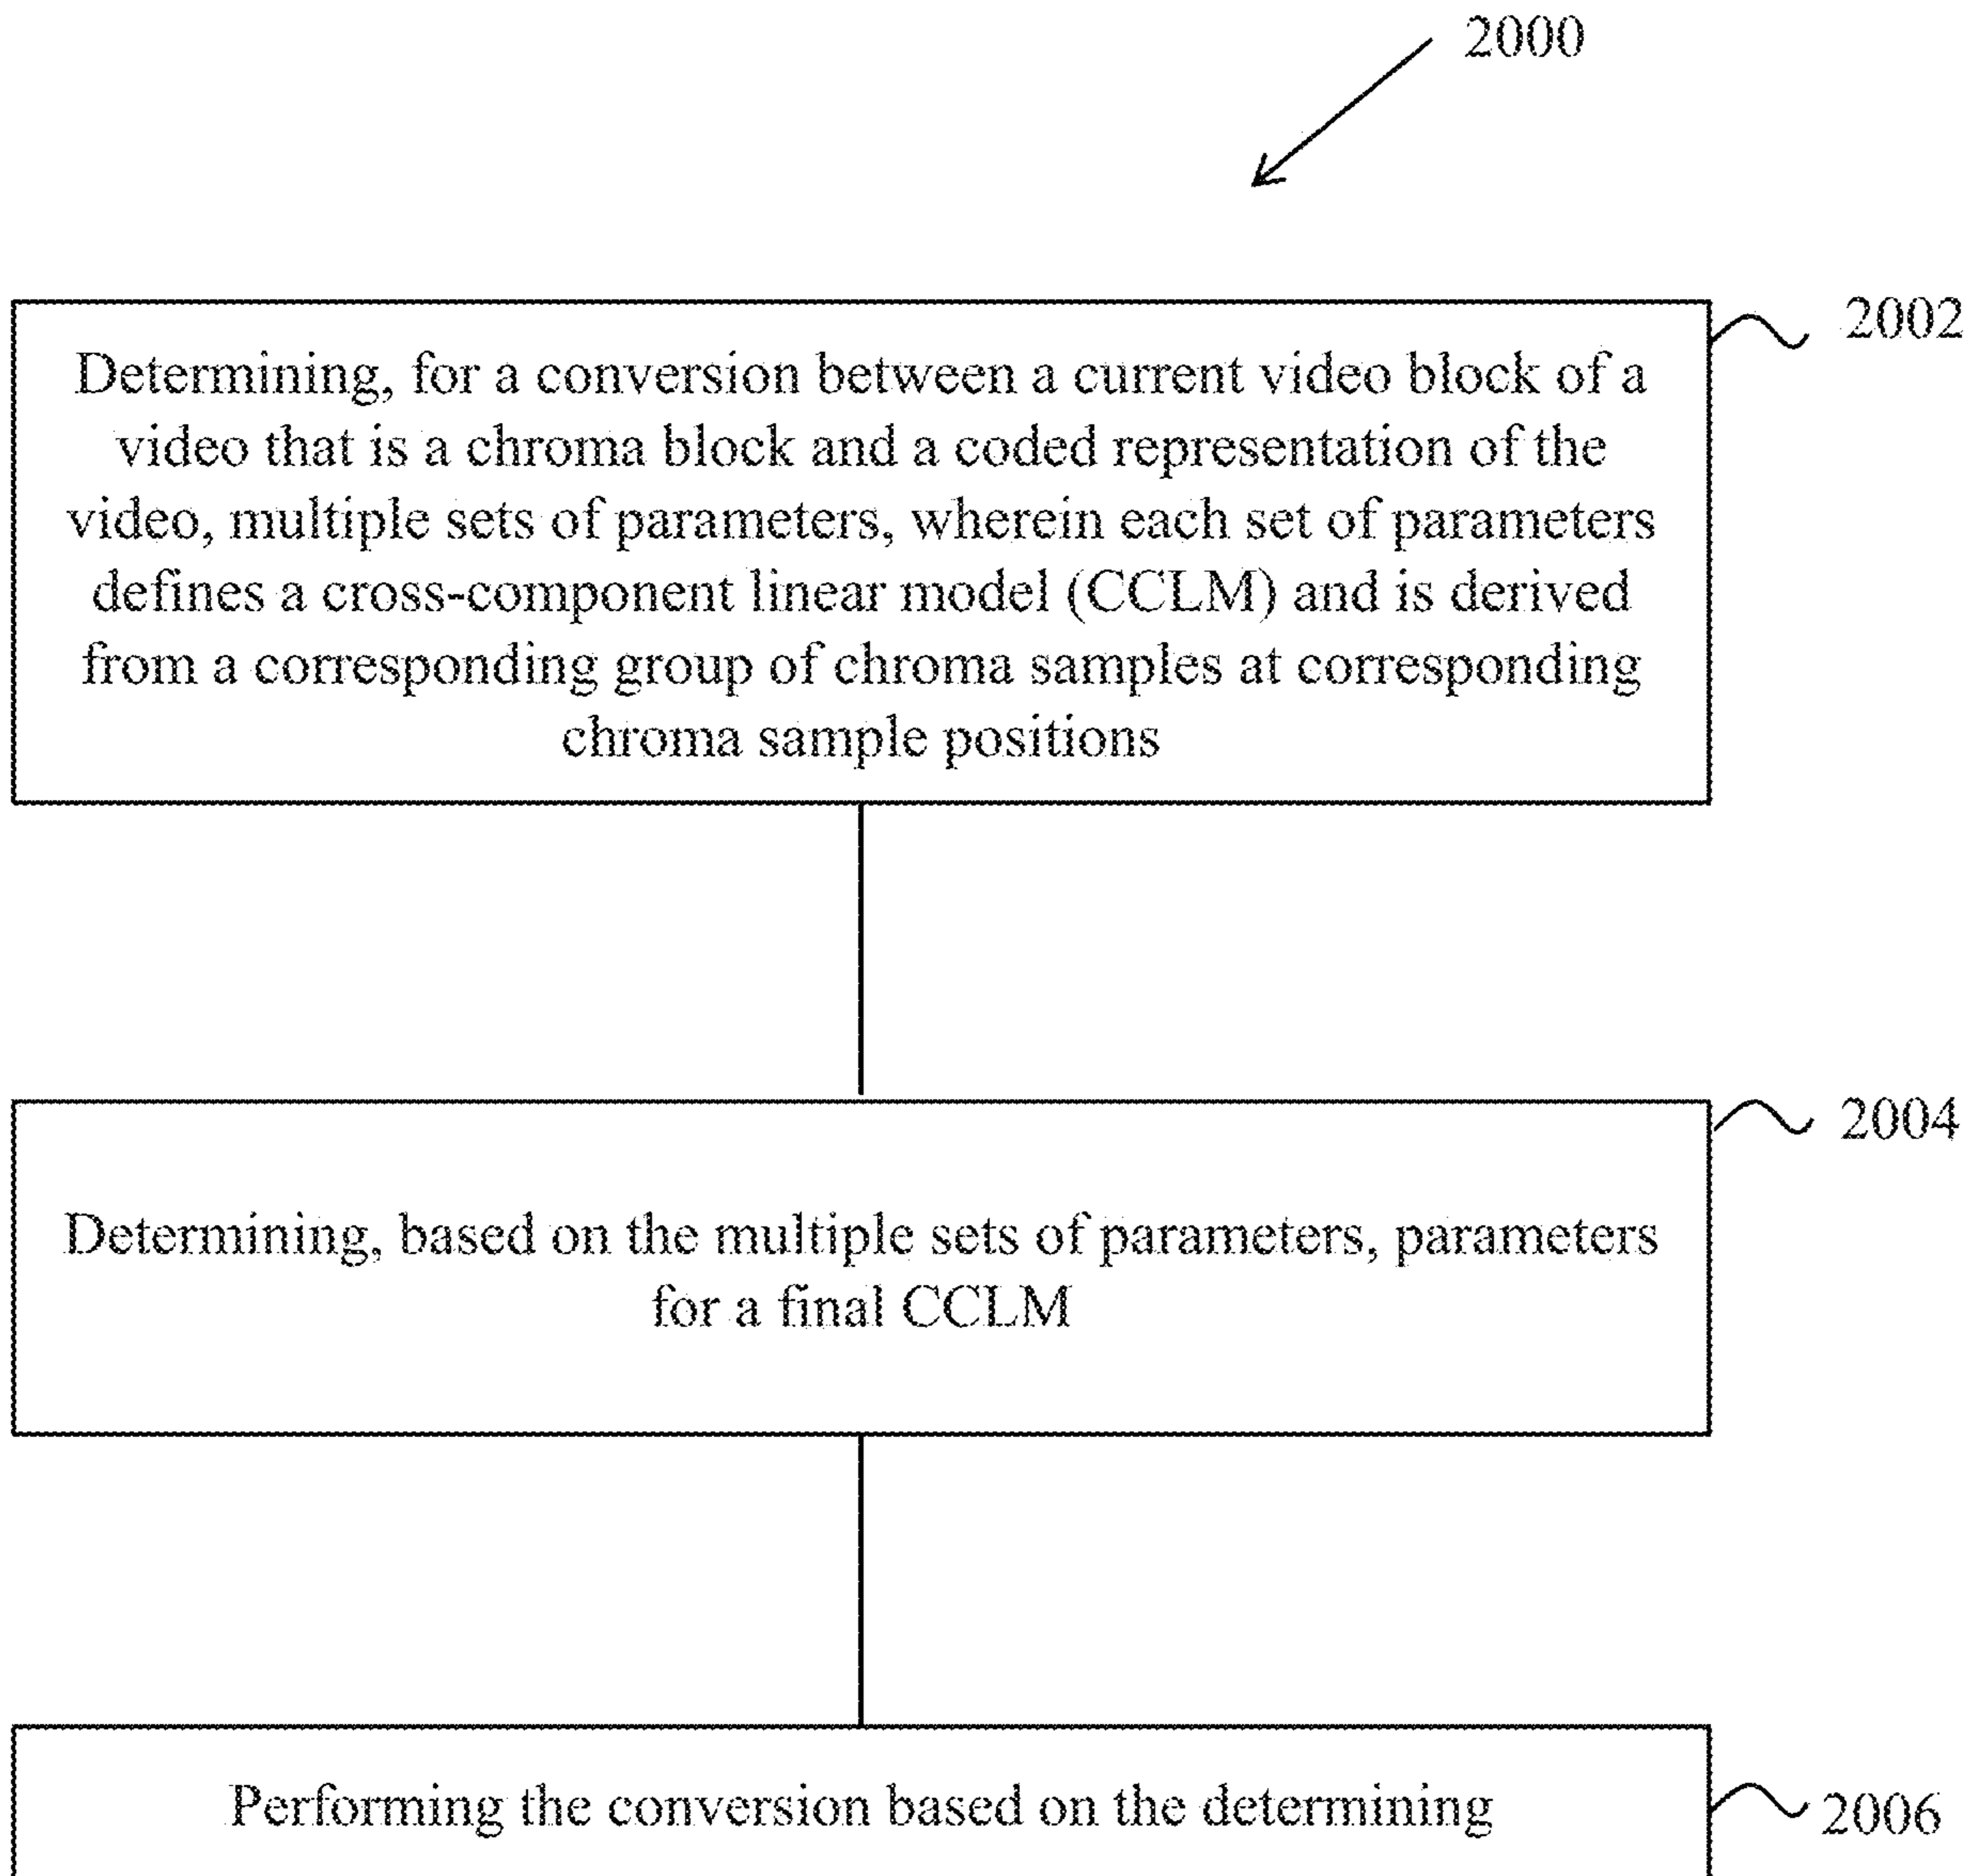 2000
2002
Determining, for a conversion between a current video block of a
video that is a chroma block and a coded representation of the
video, multiple sets of parameters, wherein each set of parameters
defines a cross-component linear model (CCLM) and is derived
from a corresponding group of chroma samples at corresponding
chroma sample positions
2004
Determining, based on the multiple sets of parameters, parameters
for a final CCLM
Performing the conversion based on the determining
2006